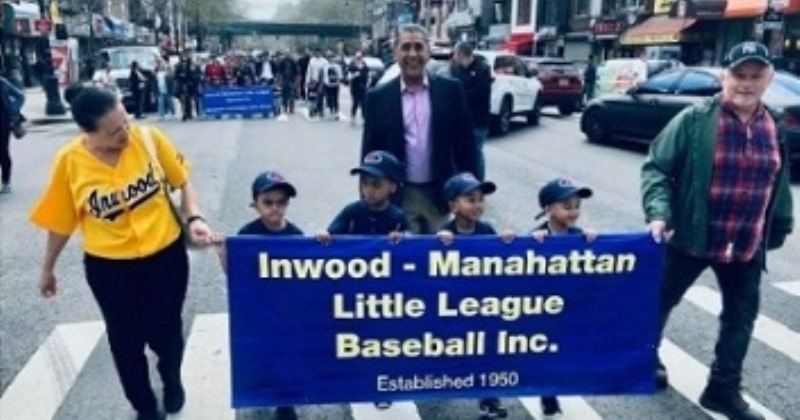 Inwood
Inwood - Manahattan
Little League
Baseball Inc.
Established 1950